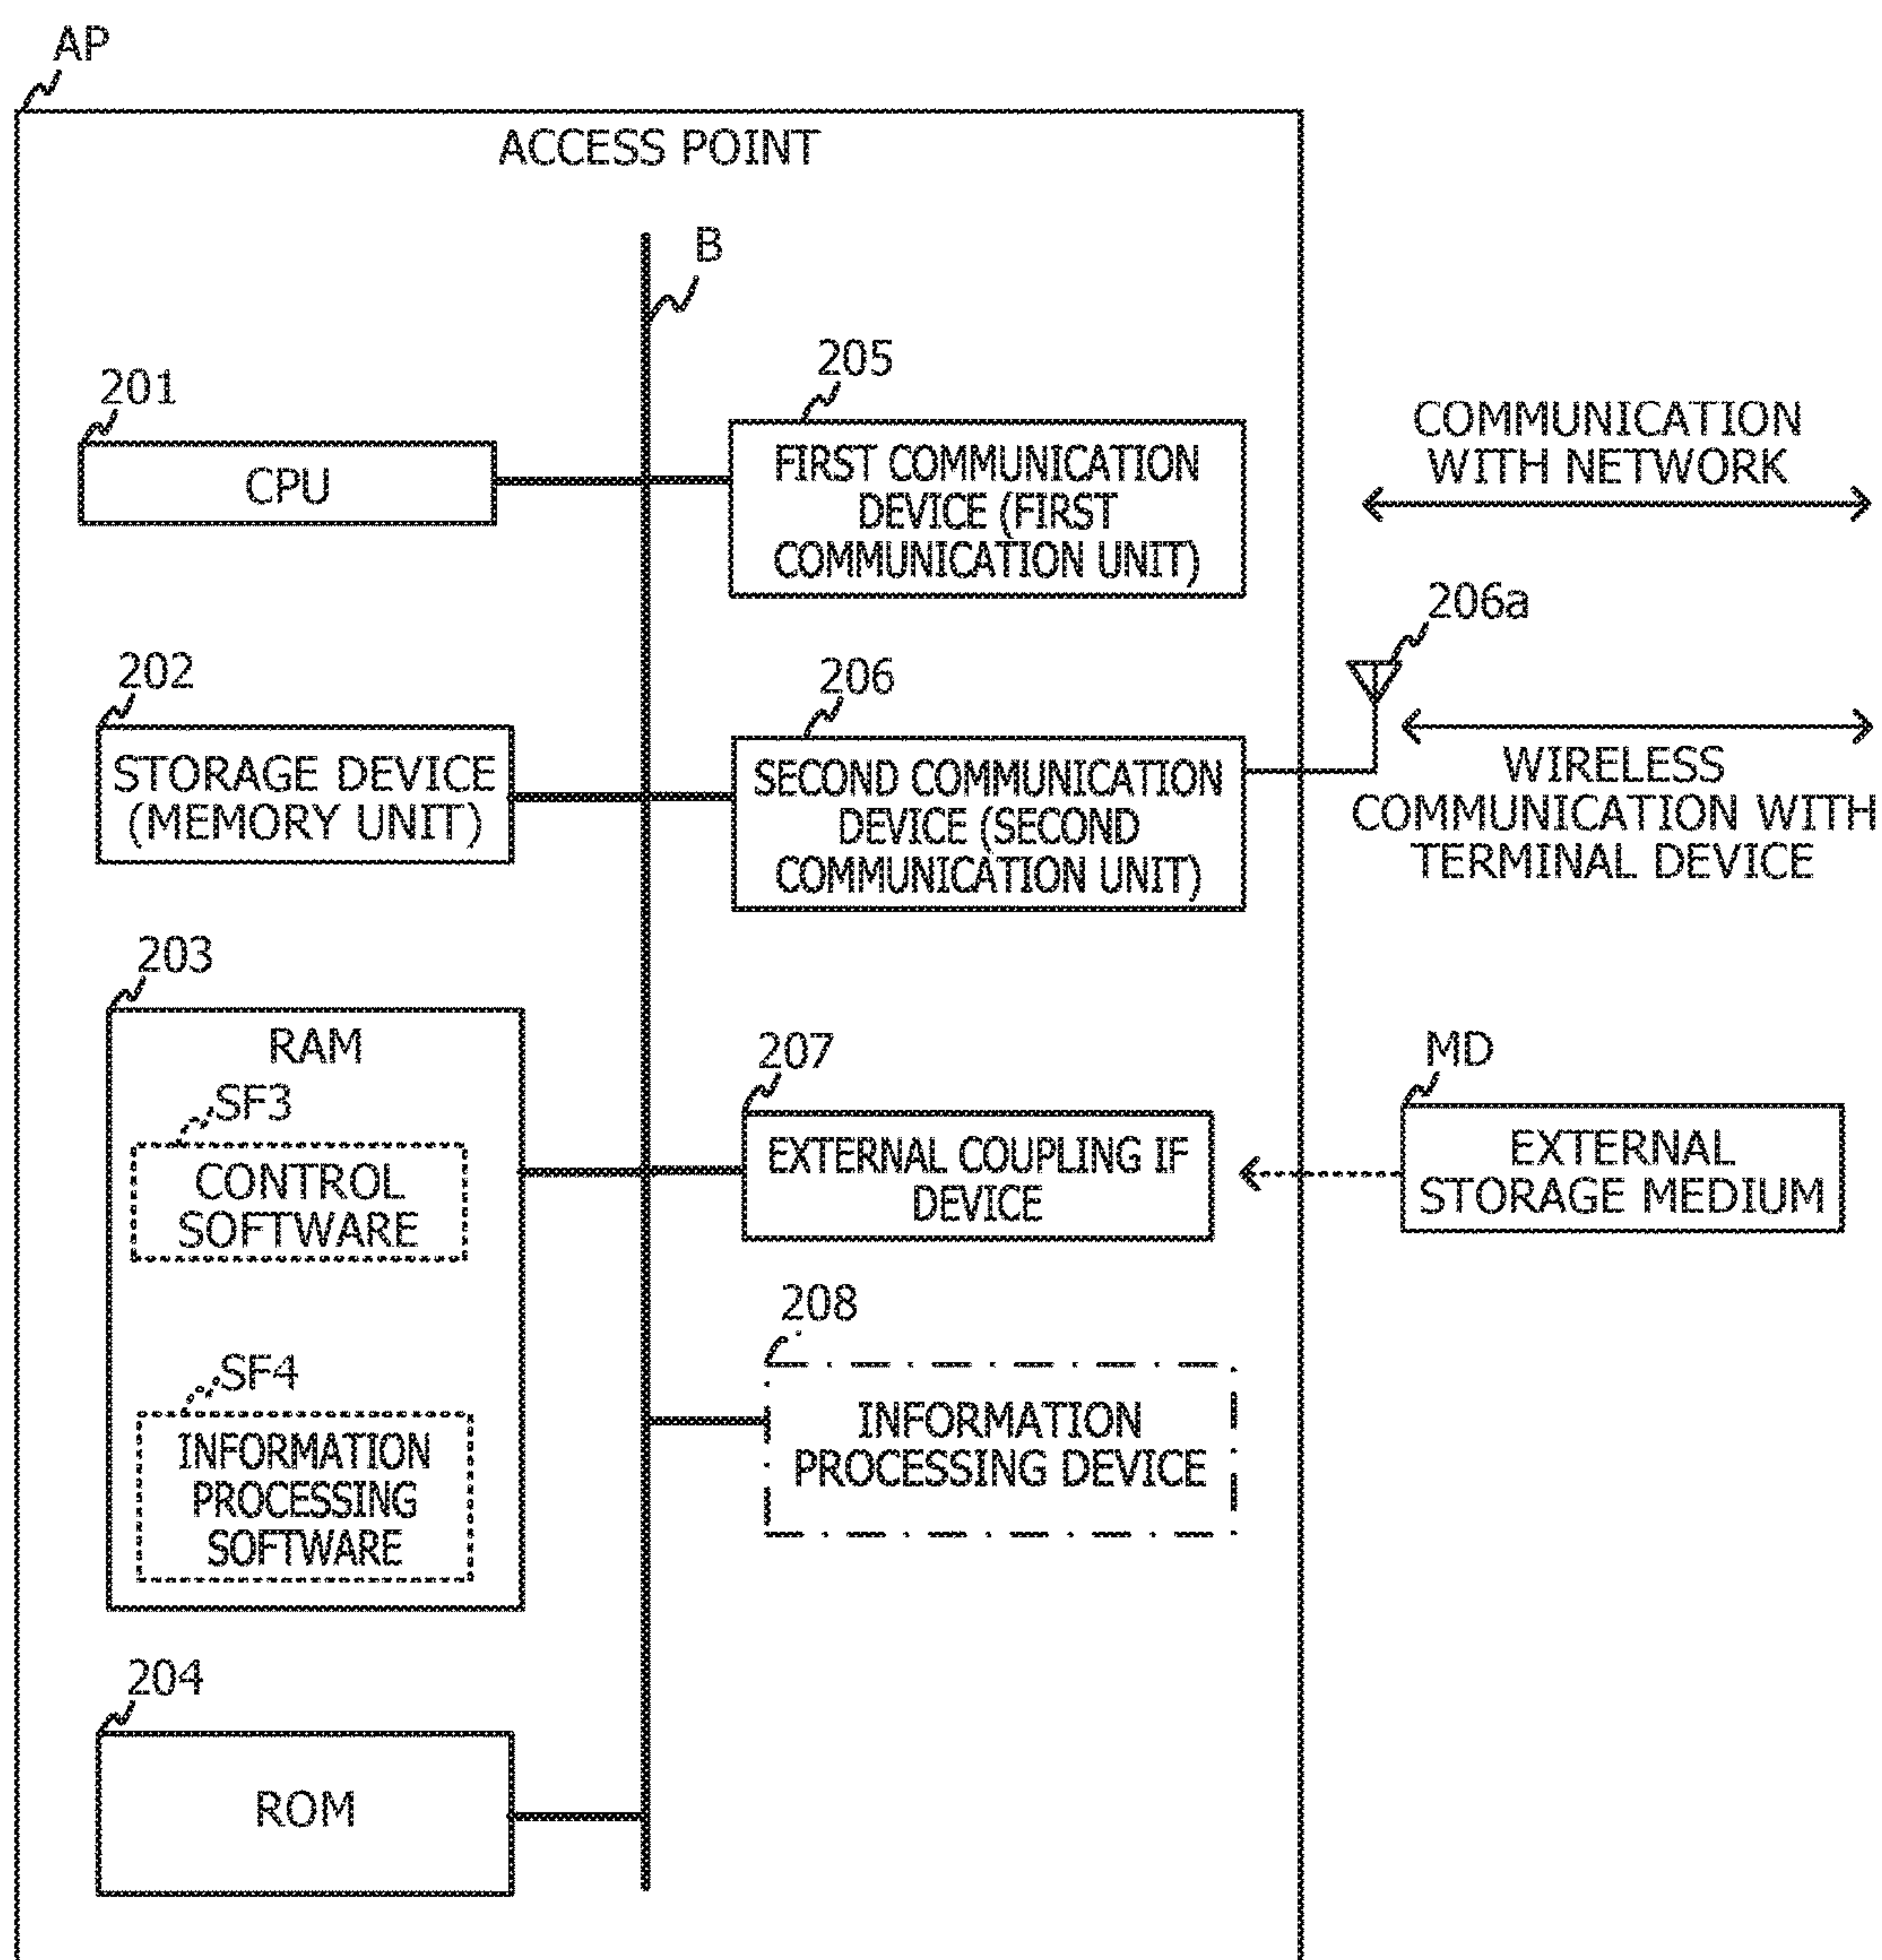 AP
ACCESS POINT
B
201
CPU
205
FIRST COMMUNICATION
DEVICE (FIRST
COMMUNICATION UNIT)
COMMUNICATION
WITH NETWORK
202
STORAGE DEVICE
(MEMORY UNIT)
206
SECOND COMMUNICATION
DEVICE (SECOND
COMMUNICATION UNIT)
206a
WIRELESS
COMMUNICATION WITH
TERMINAL DEVICE
203
RAM
SF3
CONTROL
SOFTWARE
SF4
INFORMATION
PROCESSING
SOFTWARE
207
EXTERNAL COUPLING IF
DEVICE
MD
EXTERNAL
STORAGE MEDIUM
208
INFORMATION
PROCESSING DEVICE
204
ROM